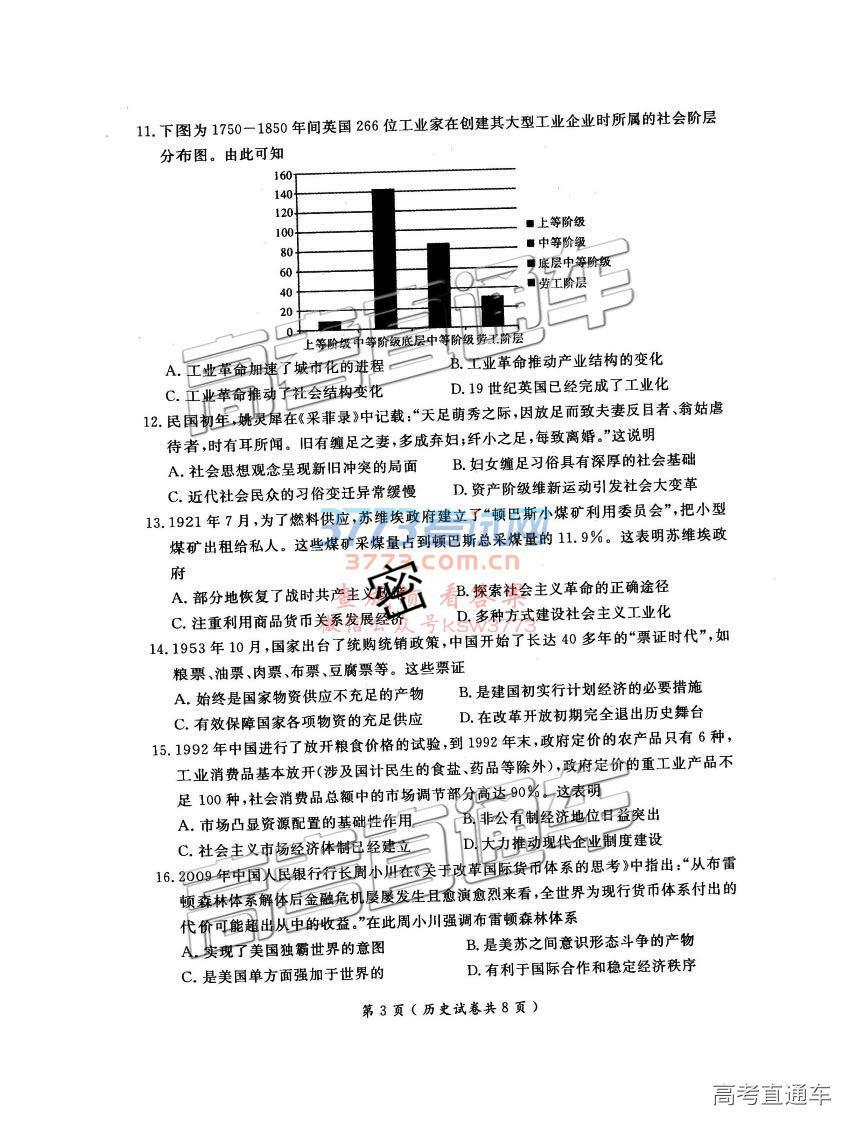 11.下图为1750-1850年间英国266位工业家在创建其大型工业企业时所属的社会阶层
分布图。由此可知
160
140
120
100
80
60
40
20
0
■上等阶级
■中等阶级
■底层中等阶级
■劳工阶层
上等阶级 中等阶级 底层中等阶级 劳工阶层
A.工业革命加速了城市化的进程 B.工业革命推动产业结构的变化
C.工业革命推动了社会结构变化 D.19世纪英国已经完成了工业化
12.民国初年,姚灵犀在《采菲录》中记载:“天足萌秀之际,因放足而致夫妻反目者、翁姑虐
待者,时有耳所闻。旧有缠足之妻,多成弃妇;纤小之足,每致离婚。”这说明
A.社会思想观念呈现新旧冲突的局面 B.妇女缠足习俗具有深厚的社会基础
C.近代社会民众的习俗变迁异常缓慢 D.资产阶级维新运动引发社会大变革
13.1921年7月,为了燃料供应,苏维埃政府建立了“顿巴斯小煤矿利用委员会”,把小型
煤矿出租给私人。这些煤矿采煤量占到顿巴斯总采煤量的11.9%。这表明苏维埃政
府
A.部分地恢复了战时共产主义 B.探索社会主义革命的正确途径
C.注重利用商品货币关系发展经济 D.多种方式建设社会主义工业化
14.1953年10月,国家出台了统购统销政策,中国开始了长达40多年的“票证时代”,如
粮票、油票、肉票、布票、豆腐票等。这些票证
A.始终是国家物资供应不充足的产物 B.是建国初实行计划经济的必要措施
C.有效保障国家各项物资的充足供应 D.在改革开放初期完全退出历史舞台
15.1992年中国进行了放开粮食价格的试验,到1992年末,政府定价的农产品只有6种,
工业消费品基本放开(涉及国计民生的食盐、药品等除外),政府定价的重工业产品不
足100种,社会消费品总额中的市场调节部分高达90%。这表明
A.市场凸显资源配置的基础性作用 B.非公有制经济地位日益突出
C.社会主义市场经济体制已经建立 D.大力推动现代企业制度建设
16.2009年中国人民银行行长周小川在《关于改革国际货币体系的思考》中指出:“从布雷
顿森林体系解体后金融危机屡屡发生且愈演愈烈来看,全世界为现行货币体系付出的
代价可能超出从中的收益。”在此周小川强调布雷顿森林体系
A.实现了美国独霸世界的意图 B.是美苏之间意识形态斗争的产物
C.是美国单方面强加于世界的 D.有利于国际合作和稳定经济秩序
第3页(历史试卷共8页)
高考直通车
高考直通车
3773考试网
3773.com.cn
查成绩 看答案
微信公众号KSW3773
密
高考直通车